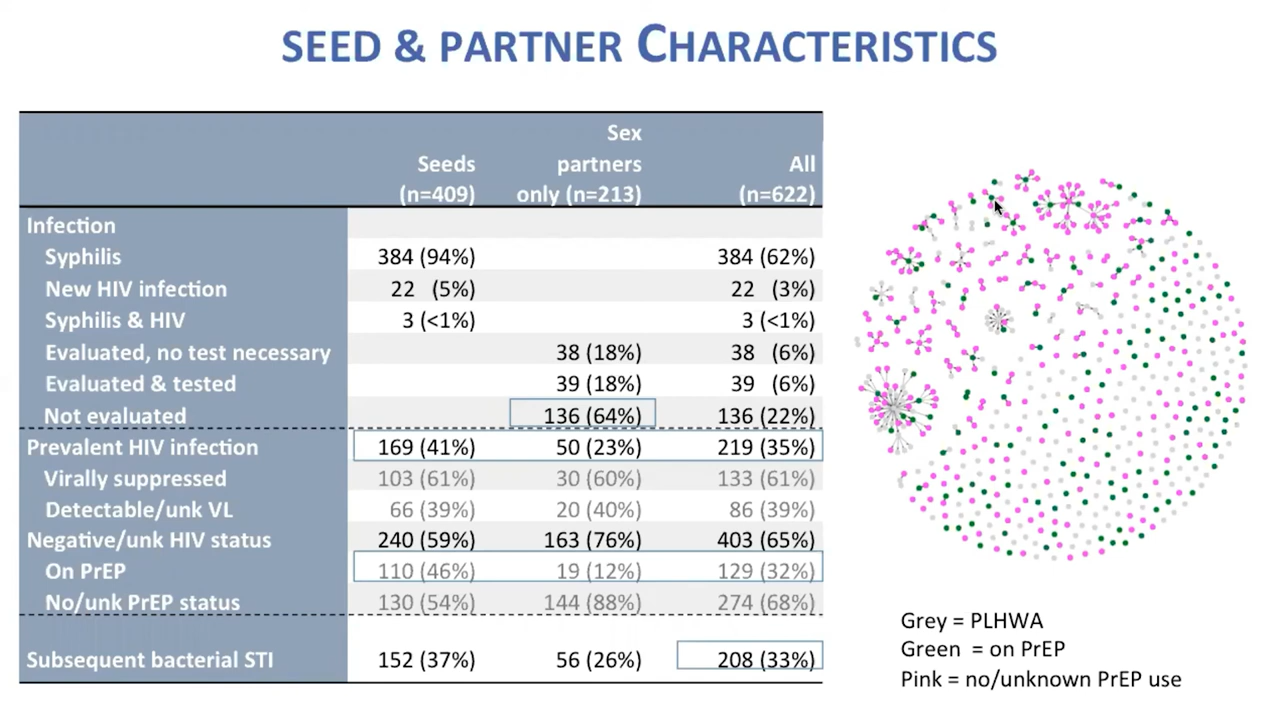 SEED & PARTNER CHARACTERISTICS
Sex
Seeds partners All
(n=409) only (n=213) (n=622)
Infection
Syphilis 384 (94%) 384 (62%)
New HIV infection 22 (5%) 22 (3%)
Syphilis & HIV 3 (<1%) 3 (<1%)
Evaluated, no test necessary 38 (18%) 38 (6%)
Evaluated & tested 39 (18%) 39 (6%)
Not evaluated 136 (64%) 136 (22%)
Prevalent HIV infection 169 (41%) 50 (23%) 219 (35%)
Virally suppressed 103 (61%) 30 (60%) 133 (61%)
Detectable/unk VL 66 (39%) 20 (40%) 86 (39%)
Negative/unk HIV status 240 (59%) 163 (76%) 403 (65%)
On PrEP 110 (46%) 19 (12%) 129 (32%)
No/unk PrEP status 130 (54%) 144 (88%) 274 (68%)
Subsequent bacterial STI 152 (37%) 56 (26%) 208 (33%)
Grey = PLHWA
Green = on PrEP
Pink = no/unknown PrEP use